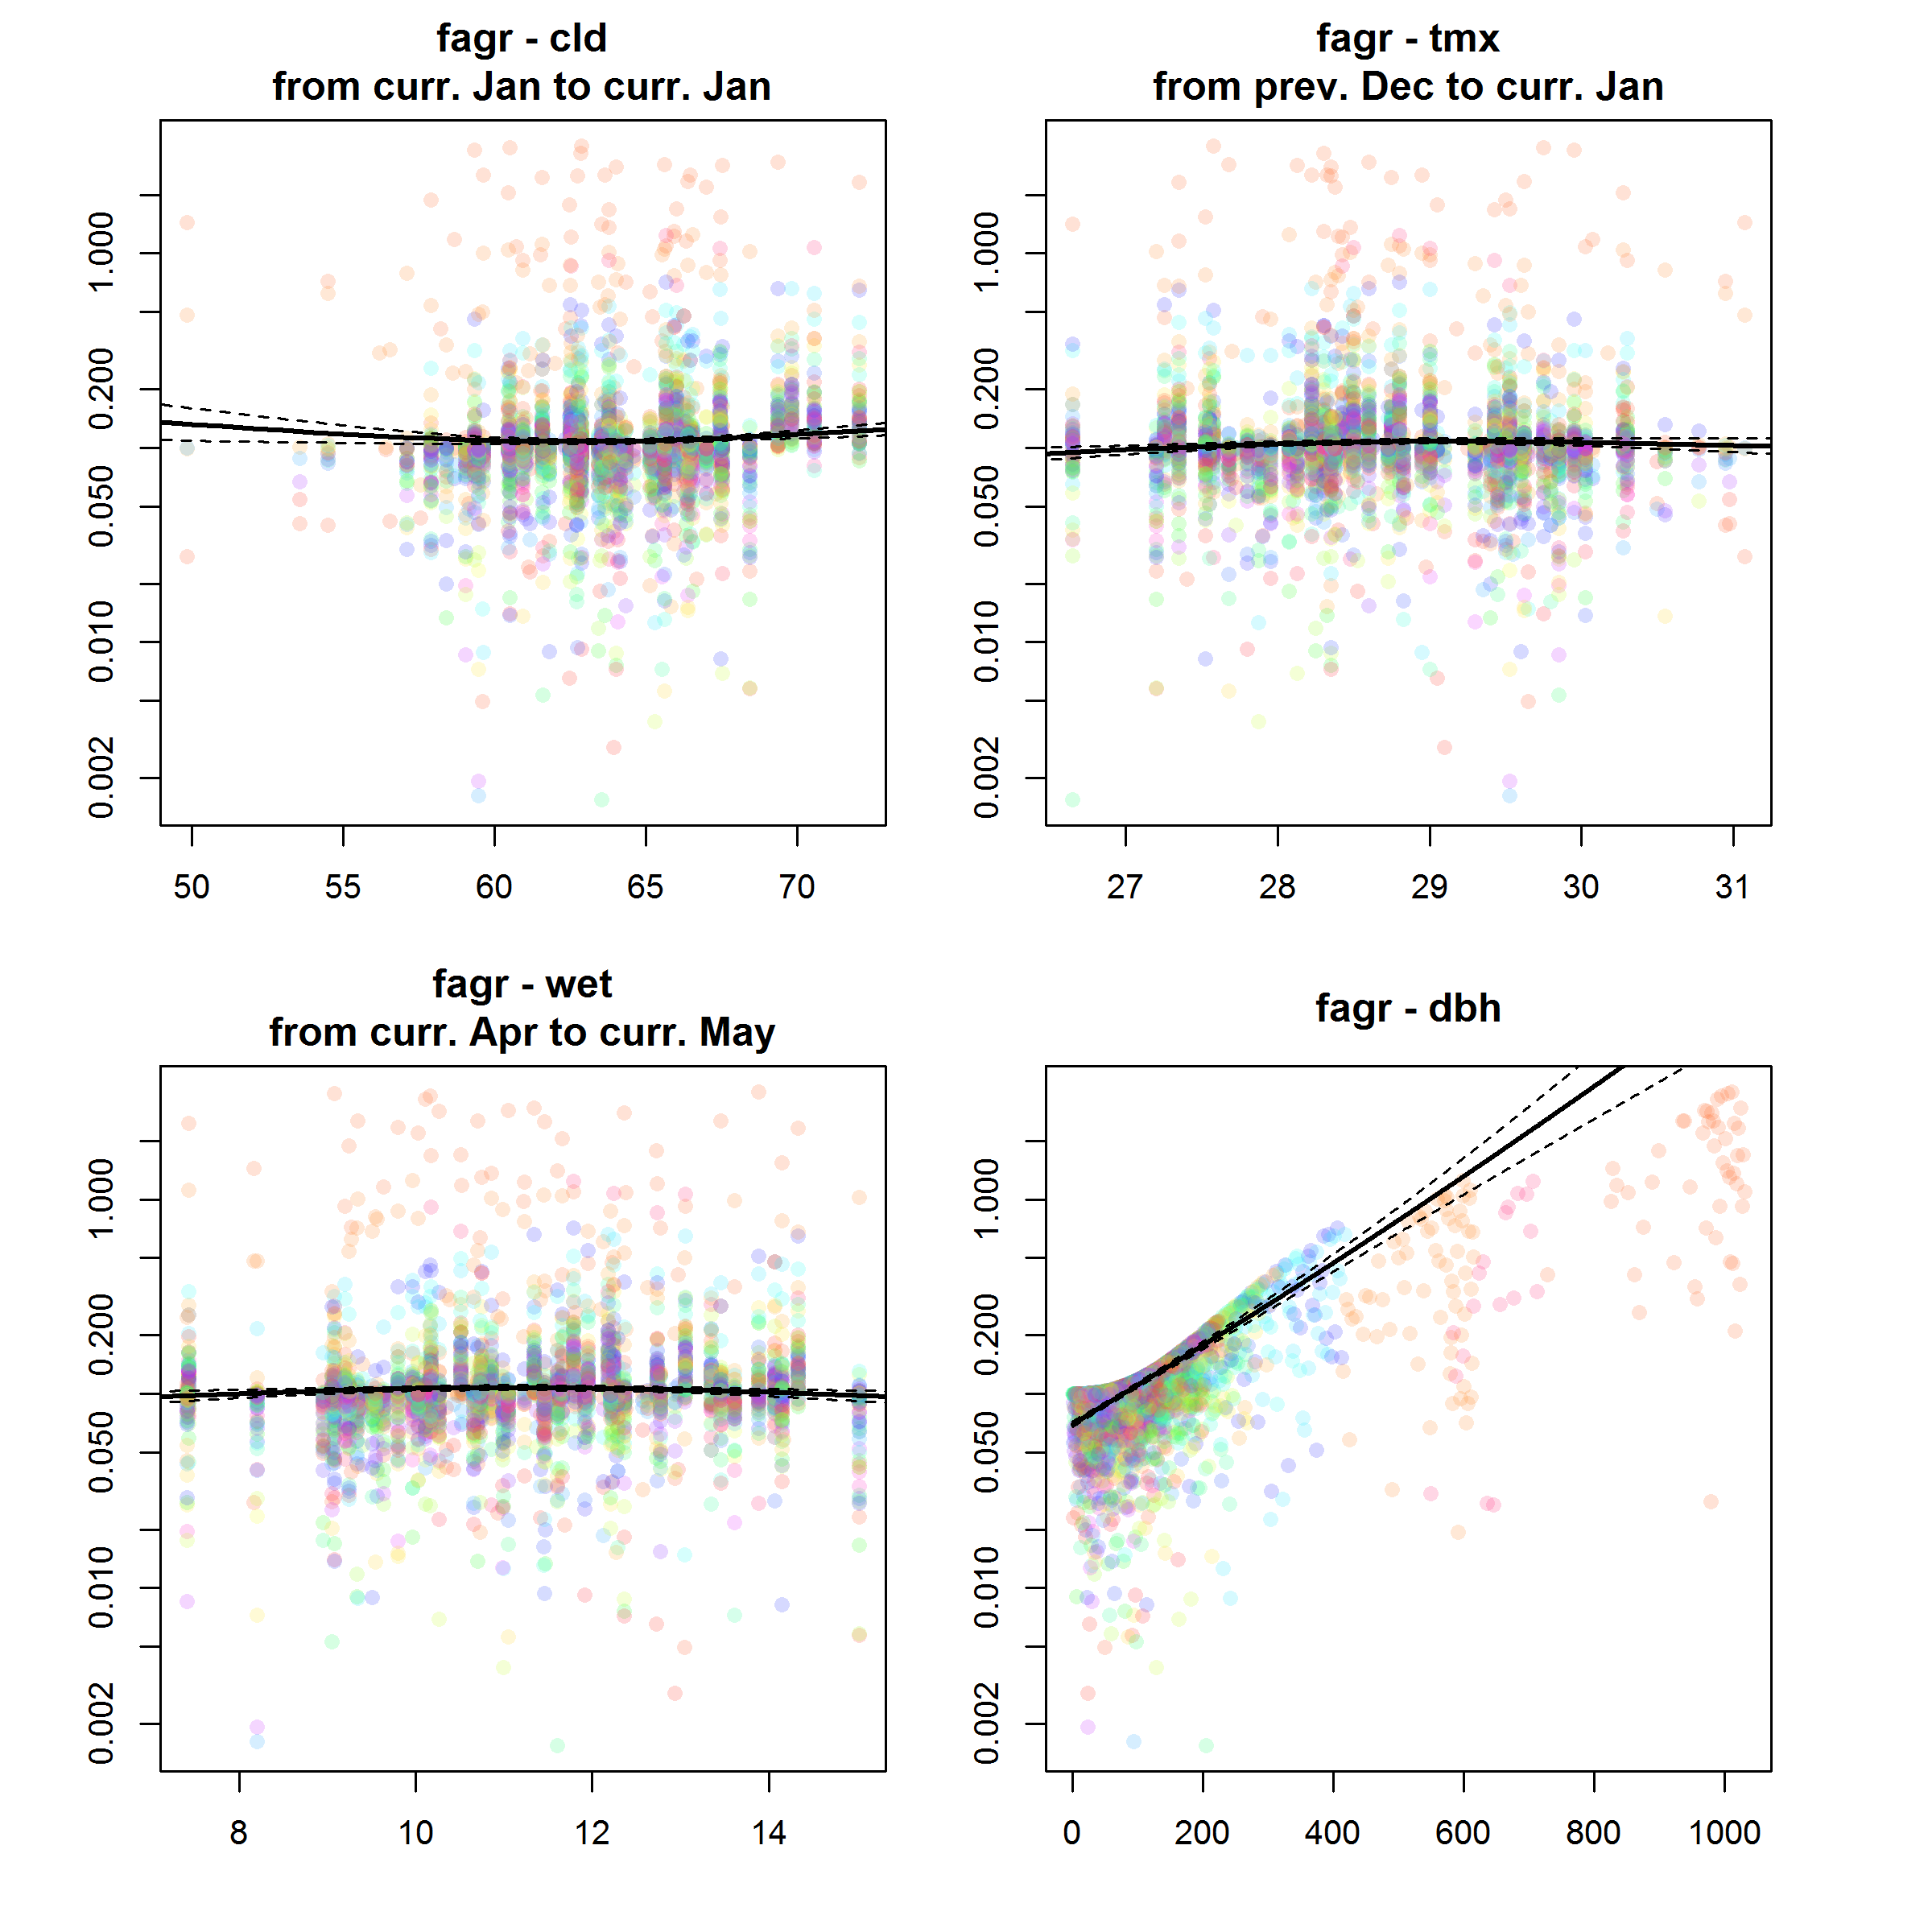 fagr - cld
from curr. Jan to curr. Jan
1.000
0.200
0.050
0.010
0.002
50 55 60 65 70
fagr - tmx
from prev. Dec to curr. Jan
1.000
0.200
0.050
0.010
0.002
27 28 29 30 31
fagr - wet
from curr. Apr to curr. May
1.000
0.200
0.050
0.010
0.002
8 10 12 14
fagr - dbh
1.000
0.200
0.050
0.010
0.002
0 200 400 600 800 1000